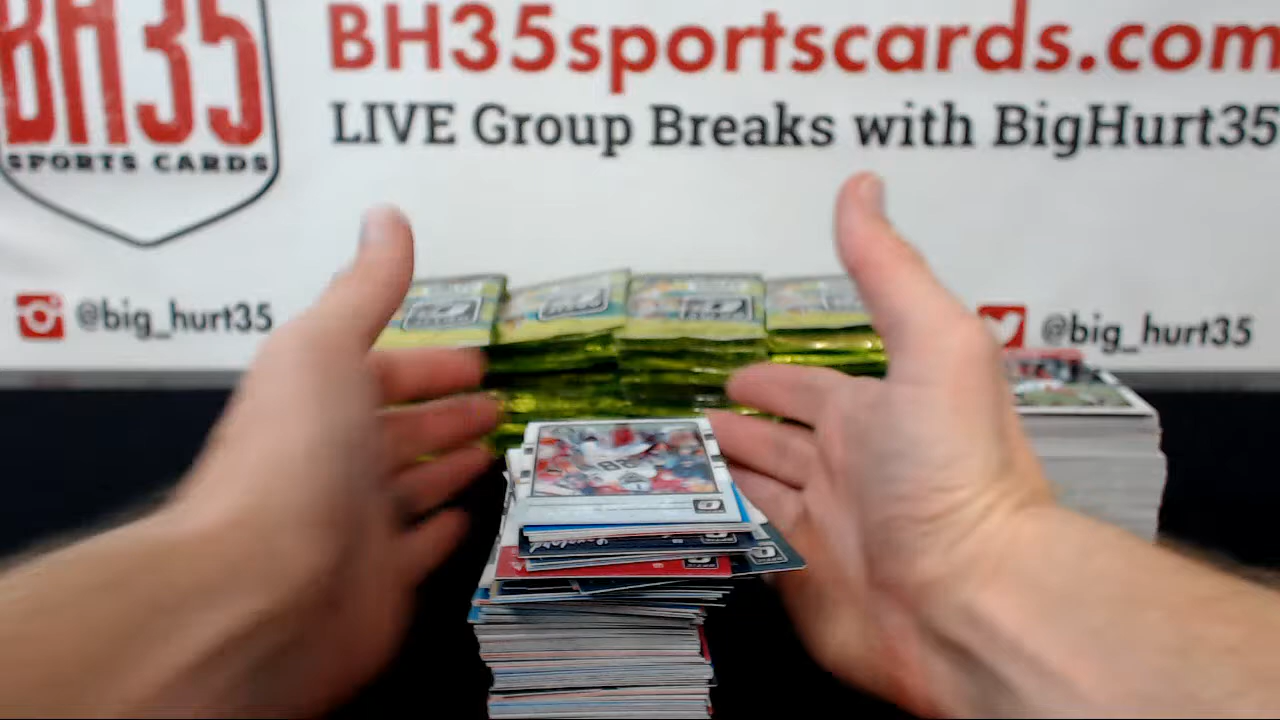 BH35
SPORTS CARDS
BH35sportscards.com
LIVE Group Breaks with BigHurt35
@big_hurt35
@big_hurt35